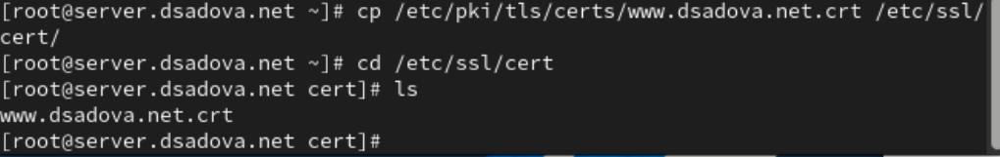 [root@server.dsadova.net ~]# cp /etc/pki/tls/certs/www.dsadova.net.crt /etc/ssl/
cert/
[root@server.dsadova.net ~]# cd /etc/ssl/cert
[root@server.dsadova.net cert]# ls
www.dsadova.net.crt
[root@server.dsadova.net cert]#